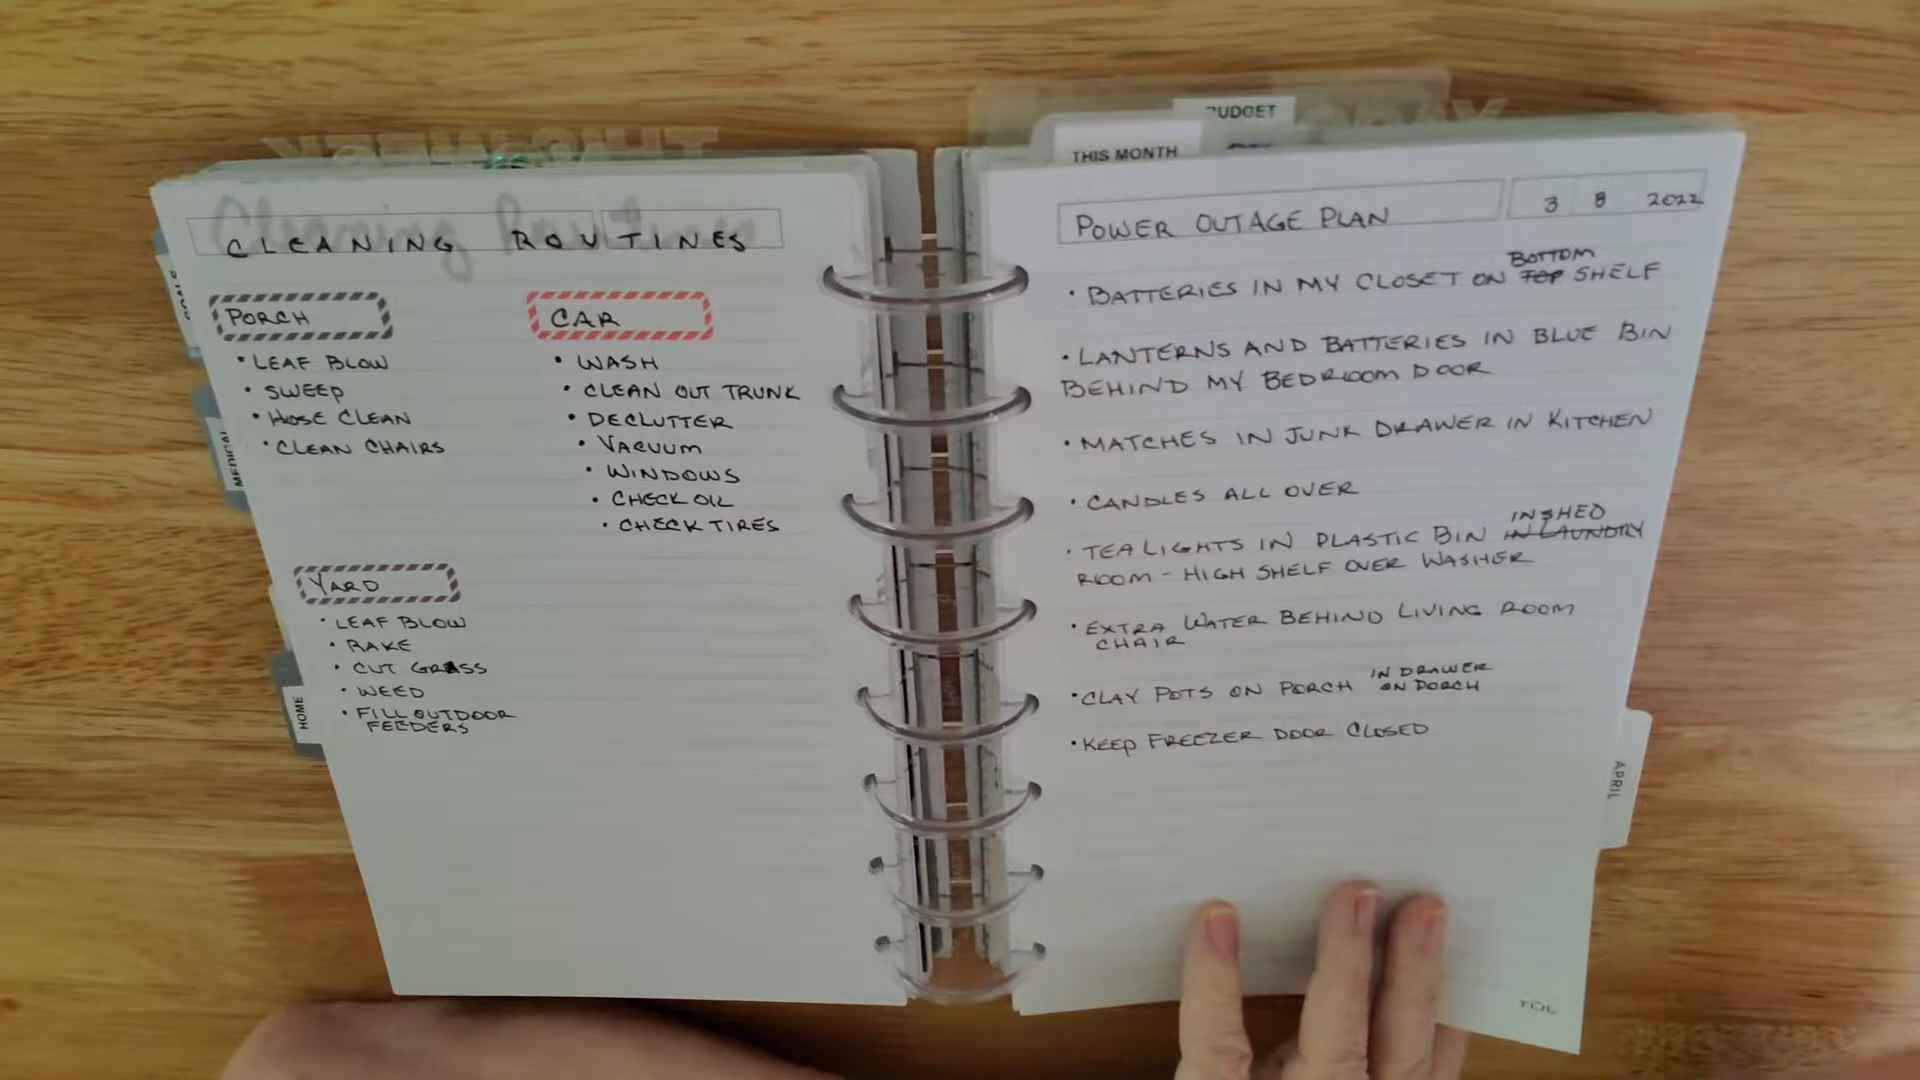 BUDGET
THIS MONTH
Cleaning Routines
CLEANING ROUTINES
PORCH
• LEAF BLOW
• SWEEP
• HOSE CLEAN
• CLEAN CHAIRS
CAR
• WASH
• CLEAN OUT TRUNK
• DECLUTTER
• VACUUM
• WINDOWS
• CHECK OIL
• CHECK TIRES
YARD
• LEAF BLOW
• RAKE
• CUT GRASS
• WEED
• FILL OUTDOOR
FEEDERS
MEDICAL
HOME
POWER OUTAGE PLAN 3 8 2022
BOTTOM
• BATTERIES IN MY CLOSET ON TOP SHELF
• LANTERNS AND BATTERIES IN BLUE BIN
BEHIND MY BEDROOM DOOR
• MATCHES IN JUNK DRAWER IN KITCHEN
• CANDLES ALL OVER
IN SHED
• TEA LIGHTS IN PLASTIC BIN IN LAUNDRY
ROOM - HIGH SHELF OVER WASHER
• EXTRA WATER BEHIND LIVING ROOM
CHAIR
IN DRAWER
• CLAY POTS ON PORCH ON PORCH
• KEEP FREEZER DOOR CLOSED
APRIL
TUL